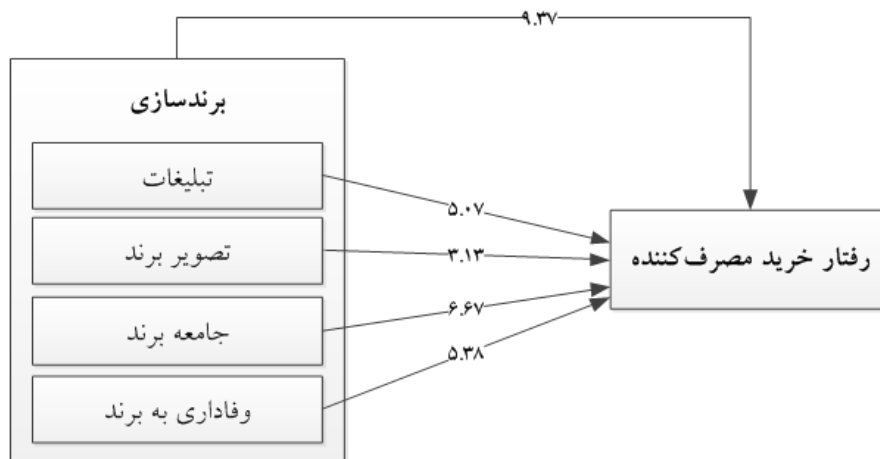 ۹.۳۷
برندسازی
تبلیغات
۵.۰۷
تصویر برند
۳.۱۳
رفتار خرید مصرف‌کننده
جامعه برند
۶.۶۷
وفاداری به برند
۵.۳۸